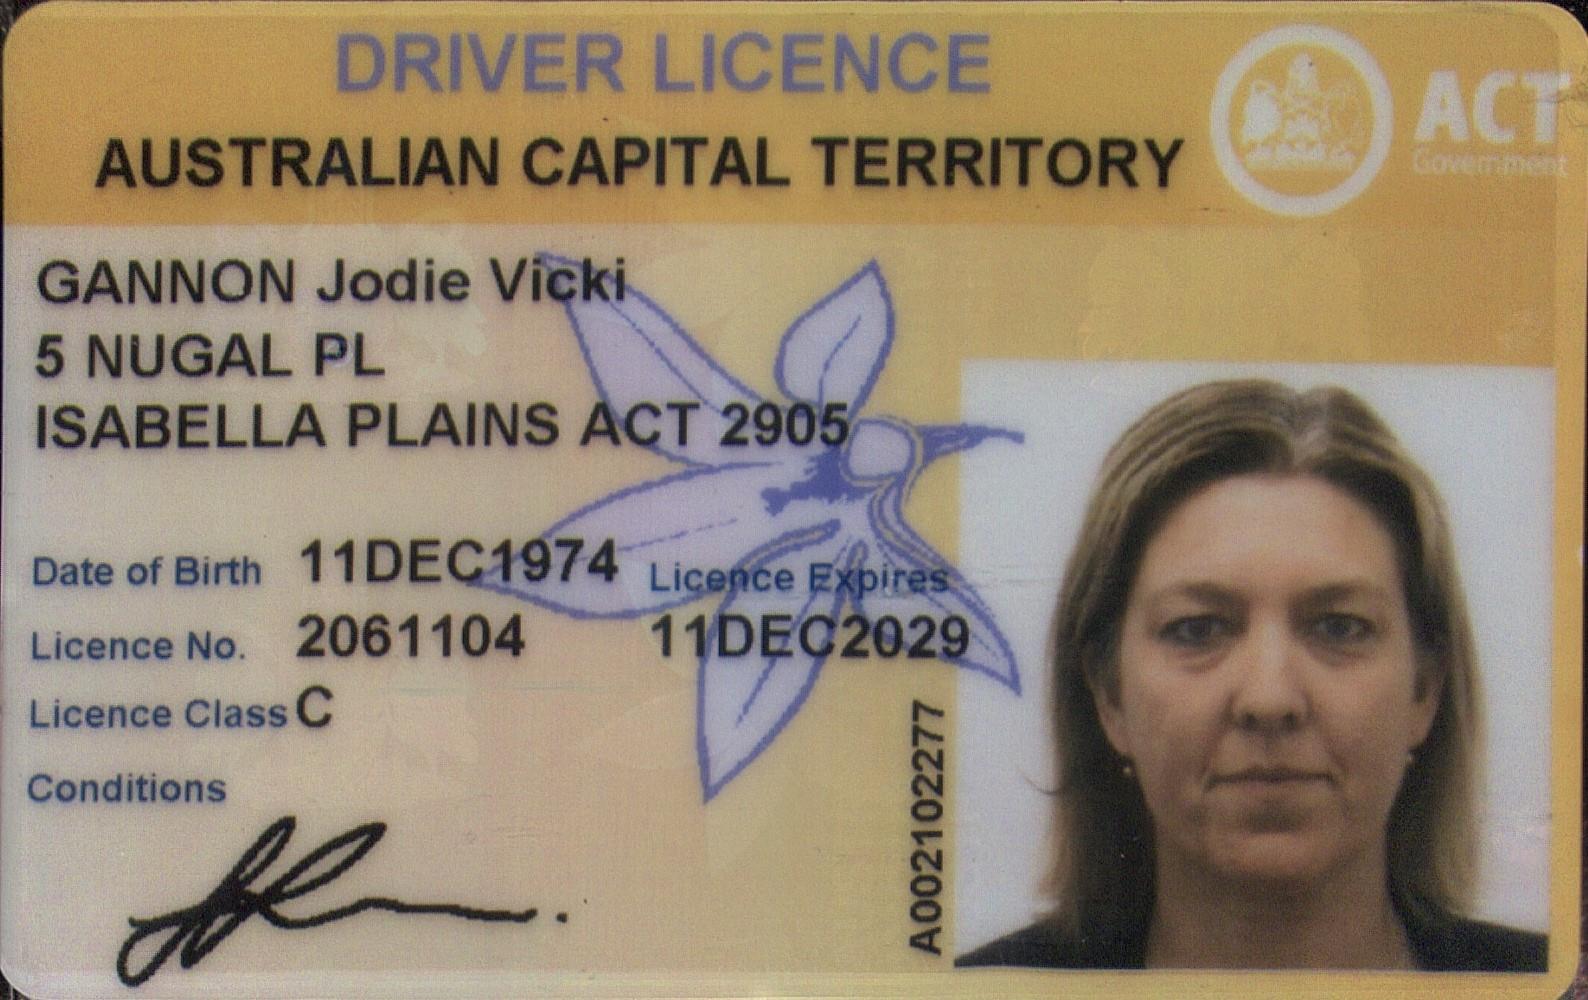 DRIVER LICENCE
AUSTRALIAN CAPITAL TERRITORY
ACT
Government
GANNON Jodie Vicki
5 NUGAL PL
ISABELLA PLAINS ACT 2905
Date of Birth 11DEC1974
Licence Expires
Licence No. 2061104
11DEC2029
Licence Class C
Conditions
A002102277